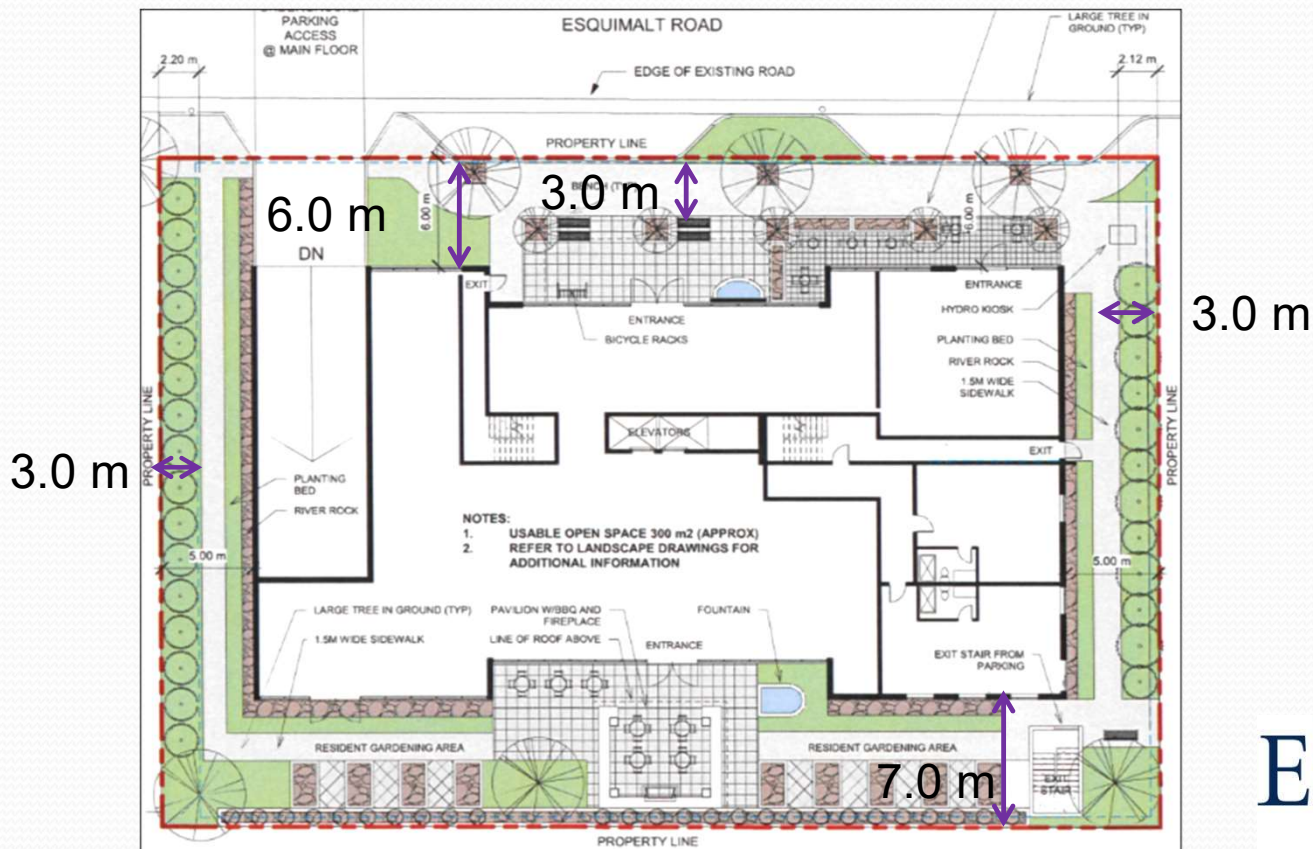 PARKING
ACCESS
@ MAIN FLOOR
ESQUIMALT ROAD
LARGE TREE IN
GROUND (TYP)
2.20 m
2.12 m
EDGE OF EXISTING ROAD
PROPERTY LINE
BENCH (TYP)
3.0 m
6.0 m
6.00 m
6.00 m
DN
EXIT
ENTRANCE
ENTRANCE
HYDRO KIOSK
3.0 m
BICYCLE RACKS
PLANTING BED
RIVER ROCK
1.5M WIDE
SIDEWALK
PROPERTY LINE
PROPERTY LINE
ELEVATORS
EXIT
3.0 m
PLANTING
BED
RIVER ROCK
NOTES:
1. USABLE OPEN SPACE 300 m2 (APPROX)
2. REFER TO LANDSCAPE DRAWINGS FOR
ADDITIONAL INFORMATION
5.00 m
5.00 m
LARGE TREE IN GROUND (TYP)
1.5M WIDE SIDEWALK
PAVILION W/BBQ AND
FIREPLACE
LINE OF ROOF ABOVE
FOUNTAIN
ENTRANCE
EXIT STAIR FROM
PARKING
RESIDENT GARDENING AREA
RESIDENT GARDENING AREA
7.0 m
EXIT
STAIR
E
PROPERTY LINE